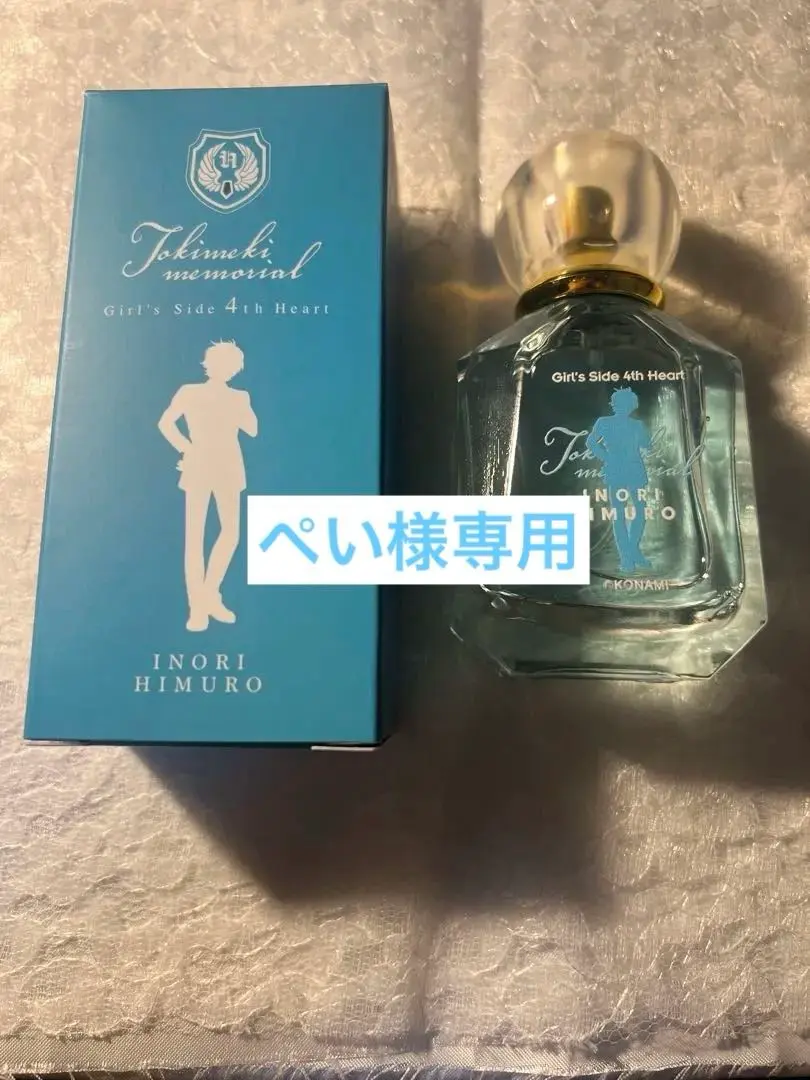 N
Tokimeki
memorial
Girl's Side 4th Heart
INORI
HIMURO
Girl's Side 4th Heart
Tokimeki
memorial
INORI
HIMURO
©KONAMI
ぺい様専用